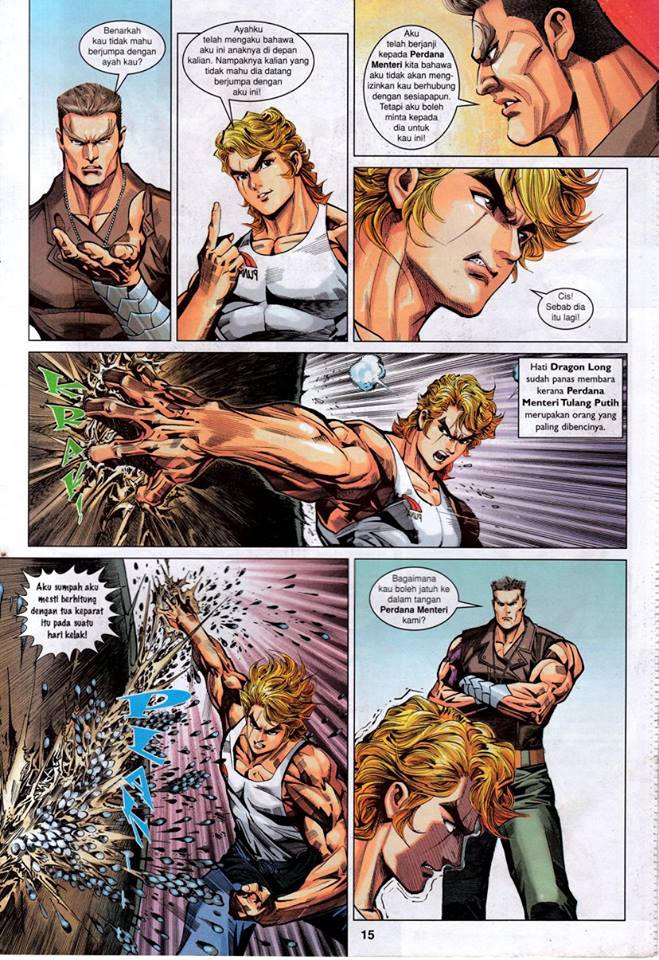 Benarkah
kau tidak mahu
berjumpa dengan
ayah kau?
Ayahku
telah mengaku bahawa
aku ini anaknya di depan
kalian. Nampaknya kalian yang
tidak mahu dia datang
berjumpa dengan
aku ini!
PUNK
Aku
telah berjanji
kepada Perdana
Menteri kita bahawa
aku tidak akan meng-
izinkan kau berhubung
dengan sesiapapun.
Tetapi aku boleh
minta kepada
dia untuk
kau ini!
Cis!
Sebab dia
itu lagi!
KRAK!
Hati Dragon Long
sudah panas membara
kerana Perdana
Menteri Tulang Putih
merupakan orang yang
paling dibencinya.
Aku sumpah aku
mesti berhitung
dengan tua keparat
itu pada suatu
hari kelak!
Bagaimana
kau boleh jatuh ke
dalam tangan
Perdana Menteri
kami?
15